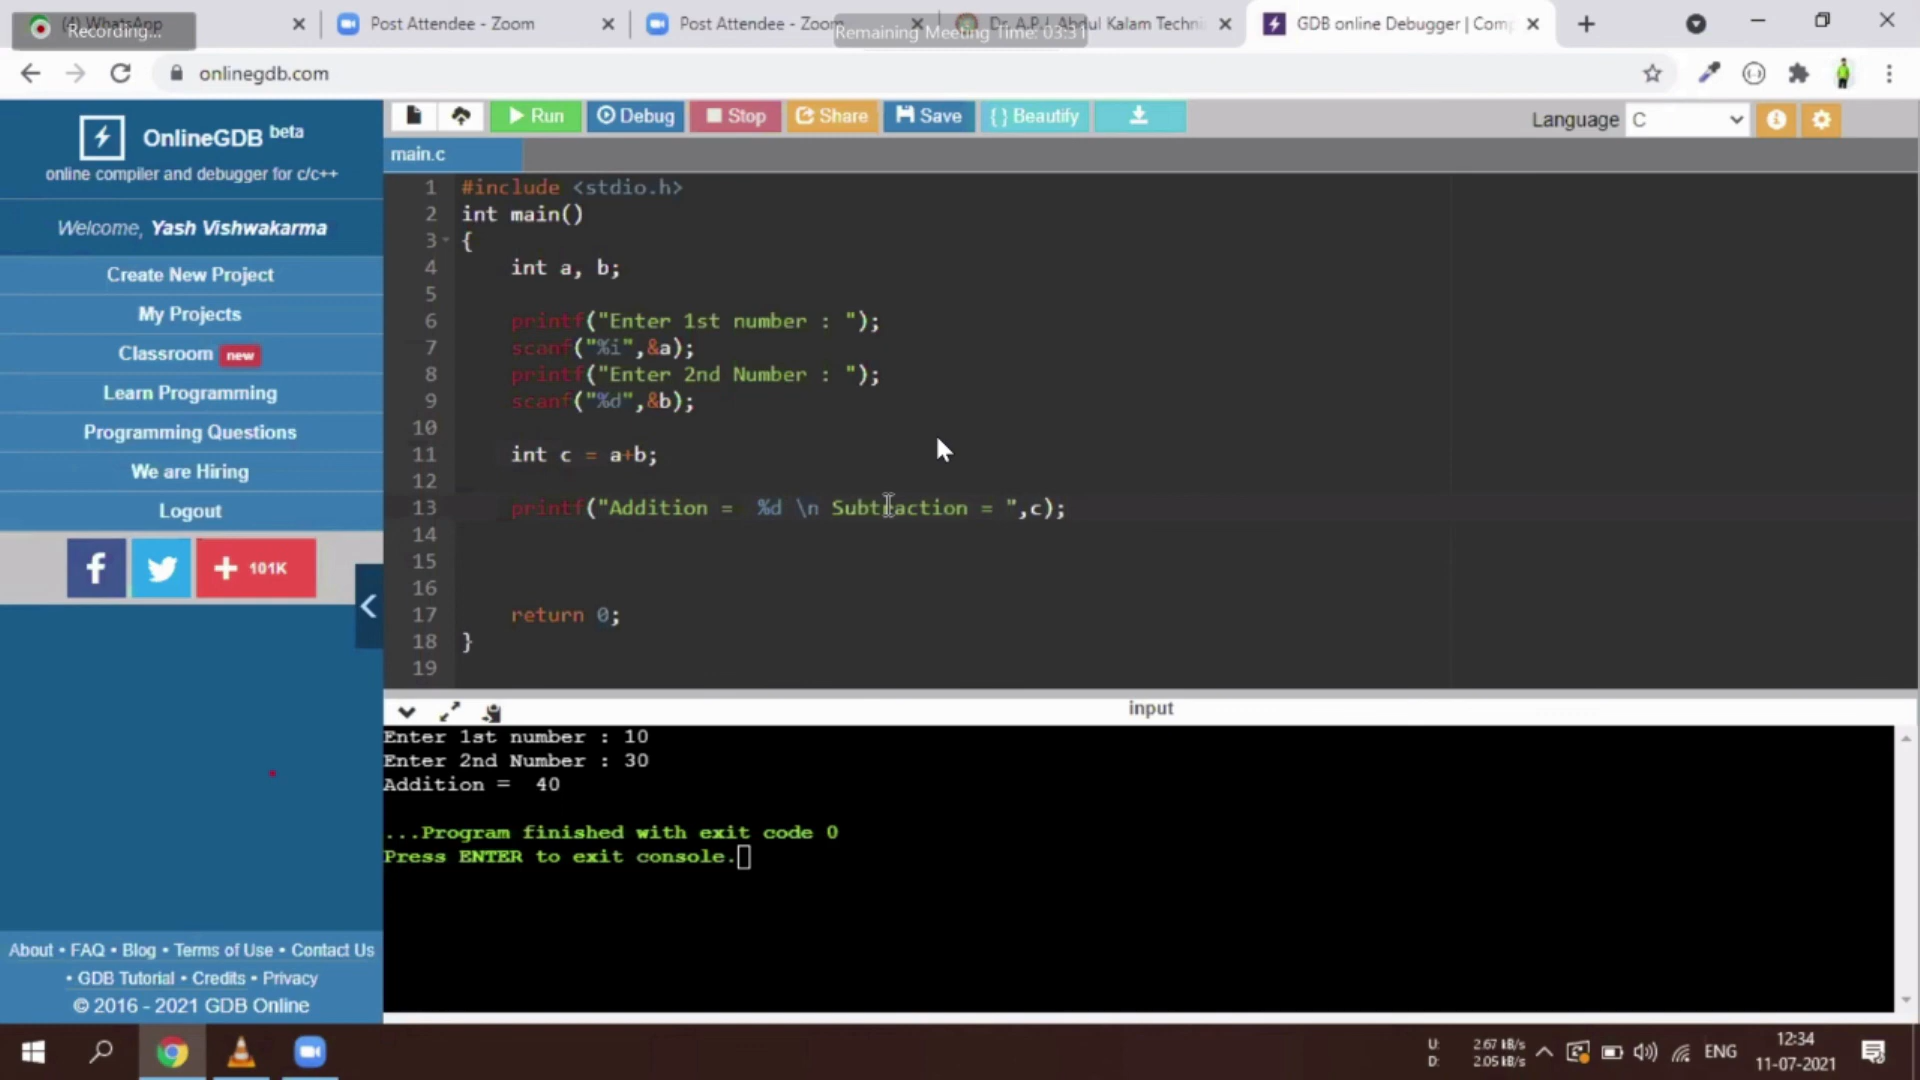 (4) WhatsApp
Recording...
Post Attendee - Zoom
Post Attendee - Zoom
Dr. A.P.J. Abdul Kalam Techni
Remaining Meeting Time: 03:31
GDB online Debugger | Comp
onlinegdb.com
OnlineGDB beta
online compiler and debugger for c/c++
Welcome, Yash Vishwakarma
Create New Project
My Projects
Classroom new
Learn Programming
Programming Questions
We are Hiring
Logout
101K
About • FAQ • Blog • Terms of Use • Contact Us
• GDB Tutorial • Credits • Privacy
© 2016 - 2021 GDB Online
Run Debug Stop Share Save { } Beautify
Language C
main.c
1 #include <stdio.h>
2 int main()
3 {
4 int a, b;
5
6 printf("Enter 1st number : ");
7 scanf("%i",&a);
8 printf("Enter 2nd Number : ");
9 scanf("%d",&b);
10
11 int c = a+b;
12
13 printf("Addition =  %d \n Subtraction = ",c);
14
15
16
17 return 0;
18 }
19
input
Enter 1st number : 10
Enter 2nd Number : 30
Addition =  40
...Program finished with exit code 0
Press ENTER to exit console.
U: 2.67 kB/s
D: 2.05 kB/s
ENG
12:34
11-07-2021